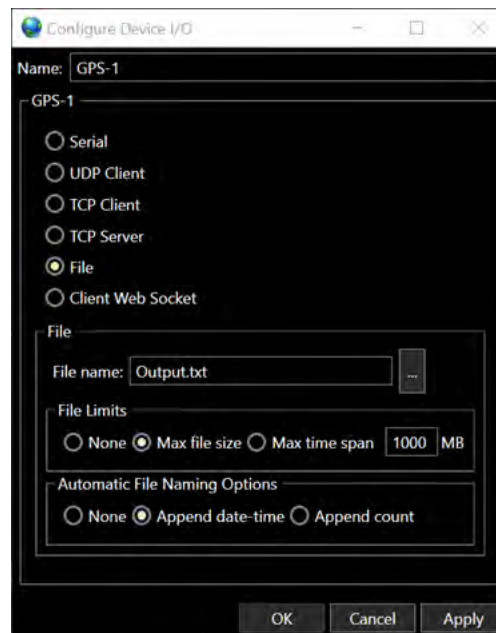 Configure Device I/O
Name: GPS-1
GPS-1
Serial
UDP Client
TCP Client
TCP Server
File
Client Web Socket
File
File name: Output.txt ...
File Limits
None Max file size Max time span 1000 MB
Automatic File Naming Options
None Append date-time Append count
OK Cancel Apply